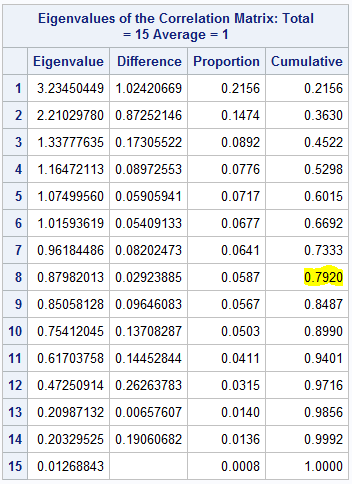 Eigenvalues of the Correlation Matrix: Total
= 15 Average = 1
Eigenvalue Difference Proportion Cumulative
1 3.23450449 1.02420669 0.2156 0.2156
2 2.21029780 0.87252146 0.1474 0.3630
3 1.33777635 0.17305522 0.0892 0.4522
4 1.16472113 0.08972553 0.0776 0.5298
5 1.07499560 0.05905941 0.0717 0.6015
6 1.01593619 0.05409133 0.0677 0.6692
7 0.96184486 0.08202473 0.0641 0.7333
8 0.87982013 0.02923885 0.0587 0.7920
9 0.85058128 0.09646083 0.0567 0.8487
10 0.75412045 0.13708287 0.0503 0.8990
11 0.61703758 0.14452844 0.0411 0.9401
12 0.47250914 0.26263783 0.0315 0.9716
13 0.20987132 0.00657607 0.0140 0.9856
14 0.20329525 0.19060682 0.0136 0.9992
15 0.01268843 0.0008 1.0000